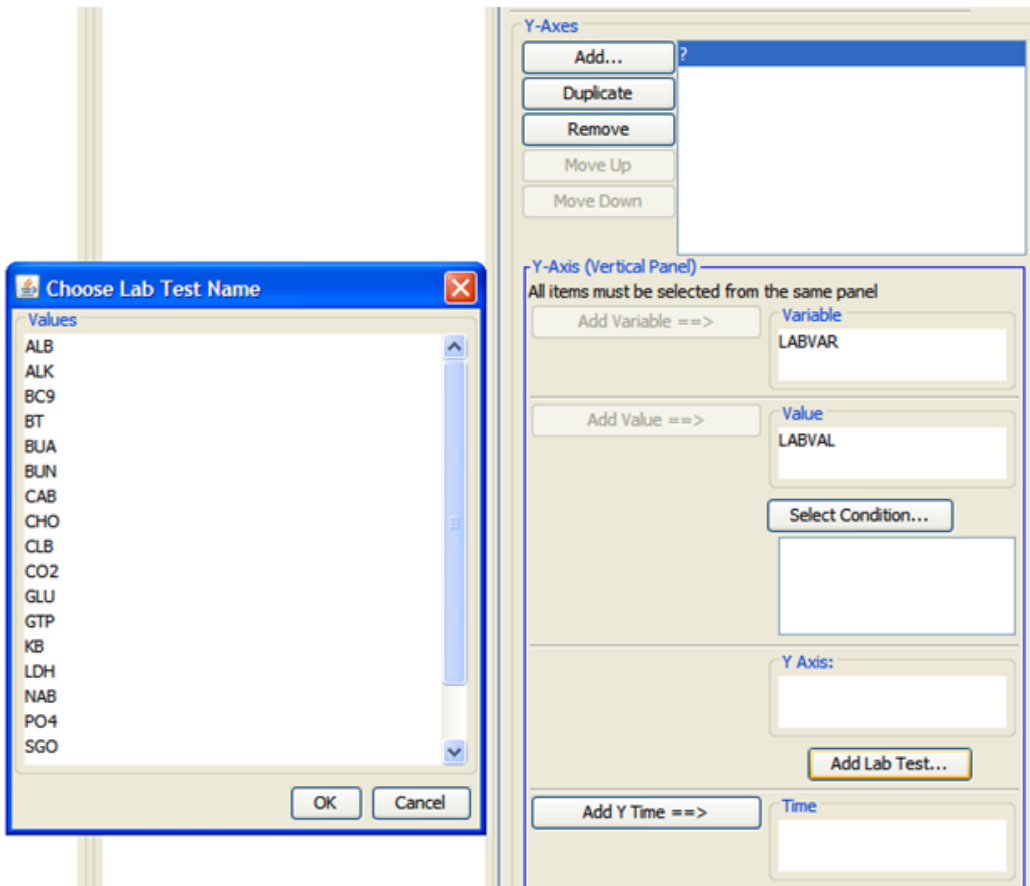 Y-Axes
Add...
?
Duplicate
Remove
Move Up
Move Down
Choose Lab Test Name
Values
ALB
ALK
BC9
BT
BUA
BUN
CAB
CHO
CLB
CO2
GLU
GTP
KB
LDH
NAB
PO4
SGO
OK
Cancel
Y-Axis (Vertical Panel)
All items must be selected from the same panel
Add Variable ==>
Variable
LABVAR
Add Value ==>
Value
LABVAL
Select Condition...
Y Axis:
Add Lab Test...
Add Y Time ==>
Time